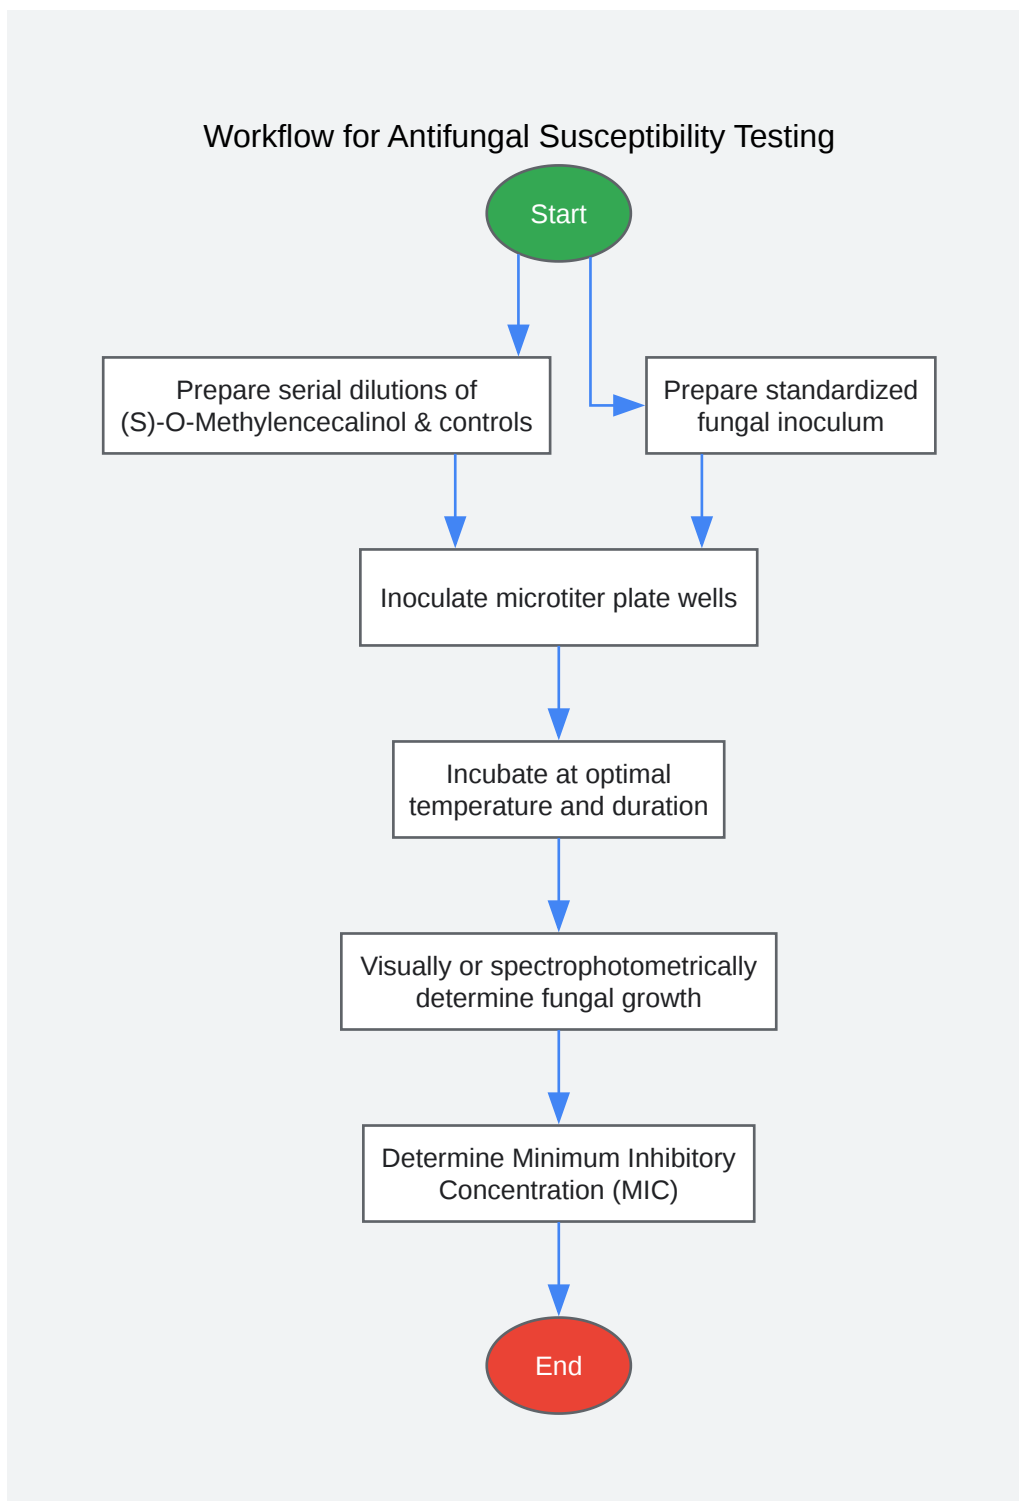 Workflow for Antifungal Susceptibility Testing
Start
Prepare serial dilutions of
(S)-O-Methylencecalinol & controls
Prepare standardized
fungal inoculum
Inoculate microtiter plate wells
Incubate at optimal
temperature and duration
Visually or spectrophotometrically
determine fungal growth
Determine Minimum Inhibitory
Concentration (MIC)
End